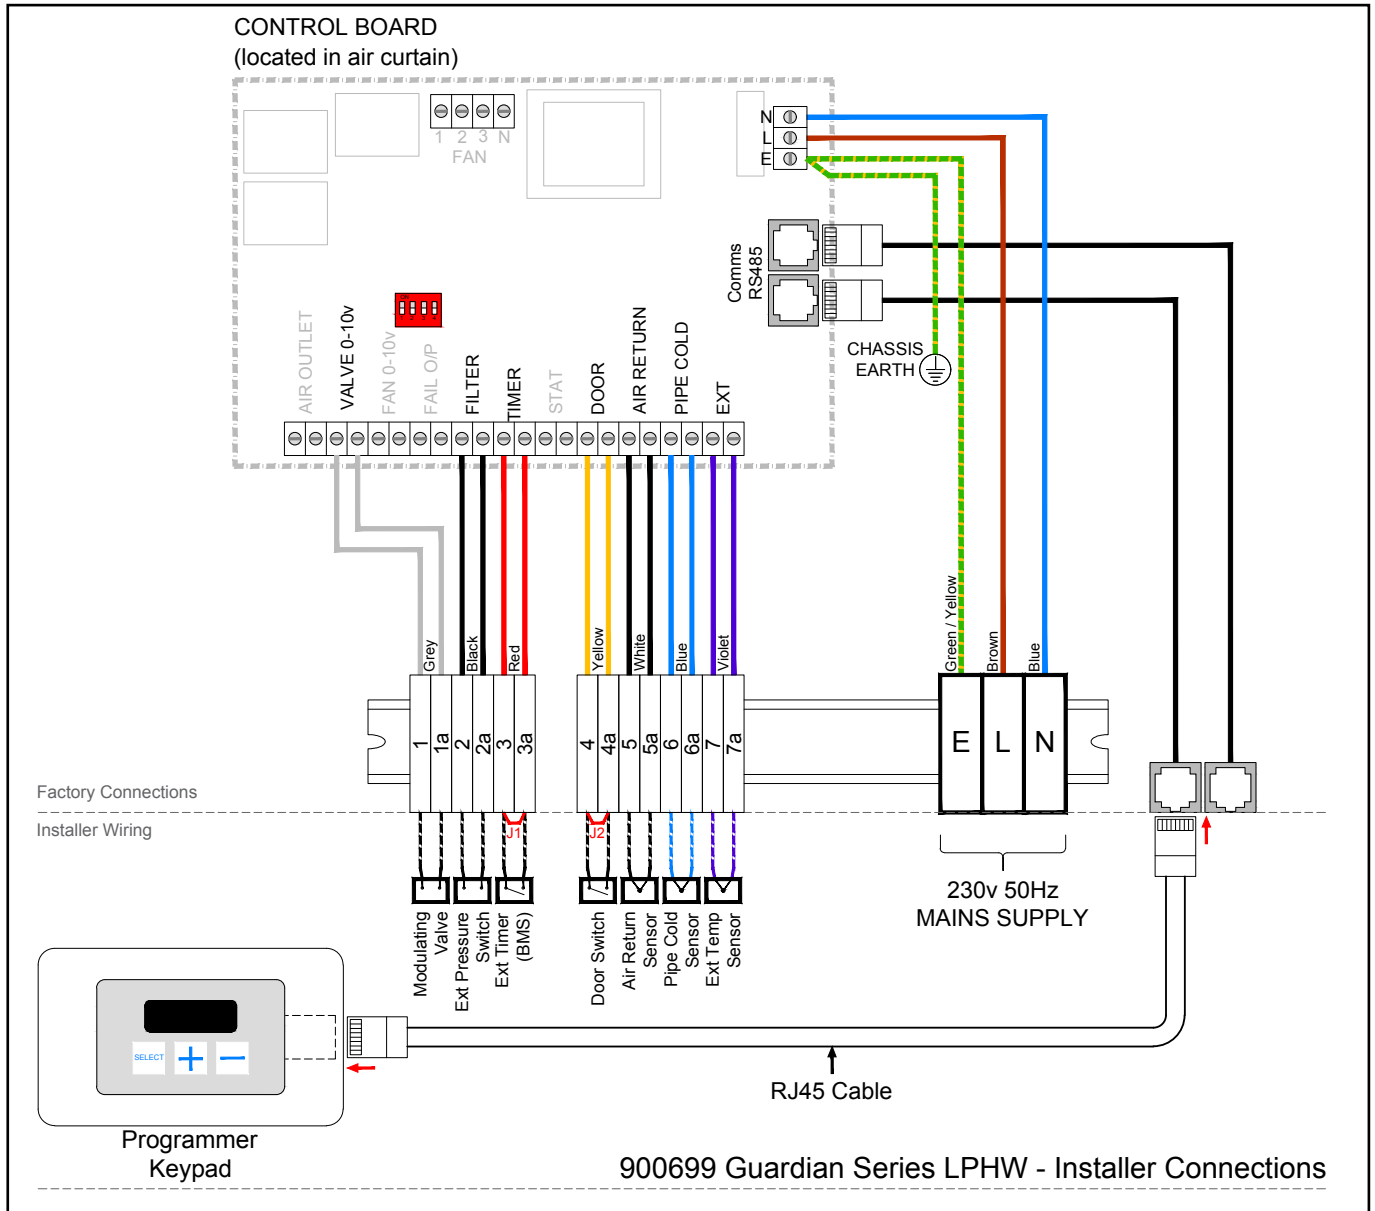 CONTROL BOARD
(located in air curtain)
1 2 3 N
FAN
N
L
E
Comms
RS485
ON
1 2 3 4
AIR OUTLET
VALVE 0-10v
FAN 0-10v
FAIL O/P
FILTER
TIMER
STAT
DOOR
AIR RETURN
PIPE COLD
EXT
CHASSIS
EARTH
Grey
Black
Red
Yellow
White
Blue
Violet
Green / Yellow
Brown
Blue
1 1a 2 2a 3 3a 4 4a 5 5a 6 6a 7 7a
E L N
Factory Connections
Installer Wiring
J1
J2
Modulating
Valve
Ext Pressure
Switch
Ext Timer
(BMS)
Door Switch
Air Return
Sensor
Pipe Cold
Sensor
Ext Temp
Sensor
230v 50Hz
MAINS SUPPLY
SELECT
+ −
RJ45 Cable
Programmer
Keypad
900699 Guardian Series LPHW - Installer Connections